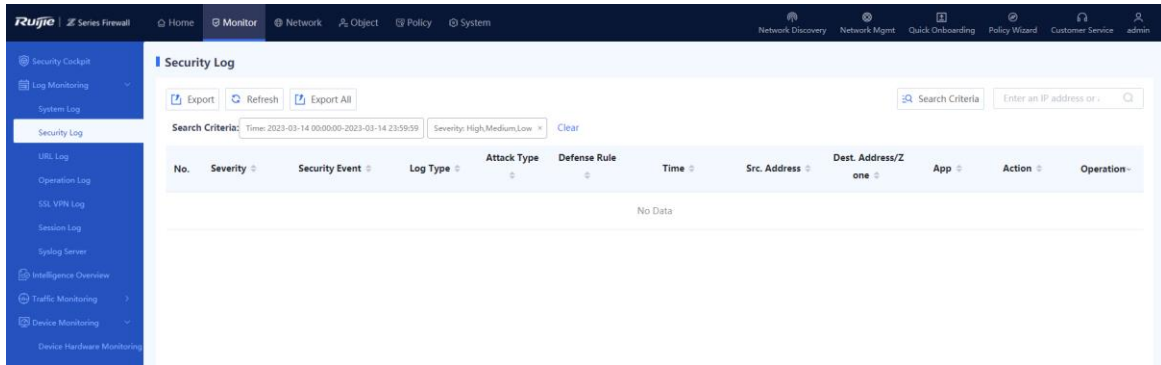 Ruijie | Z Series Firewall Home Monitor Network Object Policy System Network Discovery Network Mgmt Quick Onboarding Policy Wizard Customer Service admin
Security Cockpit
Log Monitoring
System Log
Security Log
URL Log
Operation Log
SSL VPN Log
Session Log
Syslog Server
Intelligence Overview
Traffic Monitoring
Device Monitoring
Device Hardware Monitoring
Security Log
Export Refresh Export All Search Criteria Enter an IP address or
Search Criteria: Time: 2023-03-14 00:00:00-2023-03-14 23:59:59 Severity: High,Medium,Low × Clear
No. Severity Security Event Log Type Attack Type Defense Rule Time Src. Address Dest. Address/Zone App Action Operation
No Data